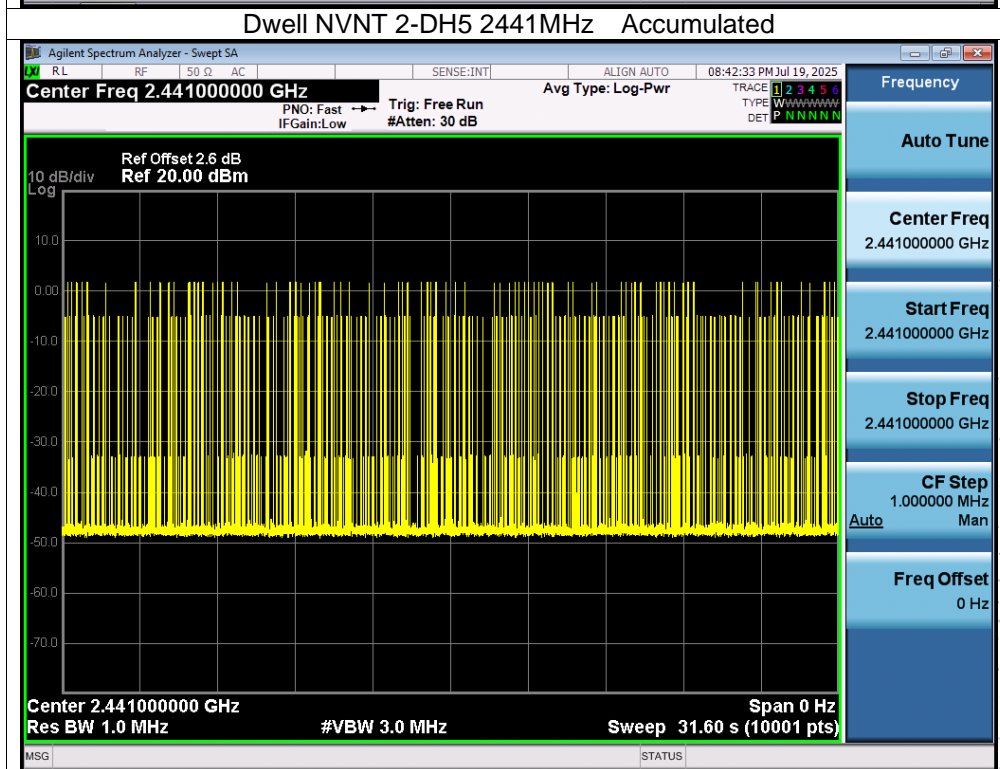 Dwell NVNT 2-DH5 2441MHz Accumulated
Agilent Spectrum Analyzer - Swept SA
LXI RL RF 50 Ω AC SENSE:INT ALIGN AUTO 08:42:33 PM Jul 19, 2025
Center Freq 2.441000000 GHz
PNO: Fast
IFGain:Low
Trig: Free Run
#Atten: 30 dB
Avg Type: Log-Pwr
TRACE 1 2 3 4 5 6
TYPE WWWWWWW
DET P N N N N N
Frequency
Auto Tune
Center Freq
2.441000000 GHz
Start Freq
2.441000000 GHz
Stop Freq
2.441000000 GHz
CF Step
1.000000 MHz
Auto Man
Freq Offset
0 Hz
Ref Offset 2.6 dB
10 dB/div Ref 20.00 dBm
Log
10.0
0.00
-10.0
-20.0
-30.0
-40.0
-50.0
-60.0
-70.0
Center 2.441000000 GHz Span 0 Hz
Res BW 1.0 MHz #VBW 3.0 MHz Sweep 31.60 s (10001 pts)
MSG STATUS